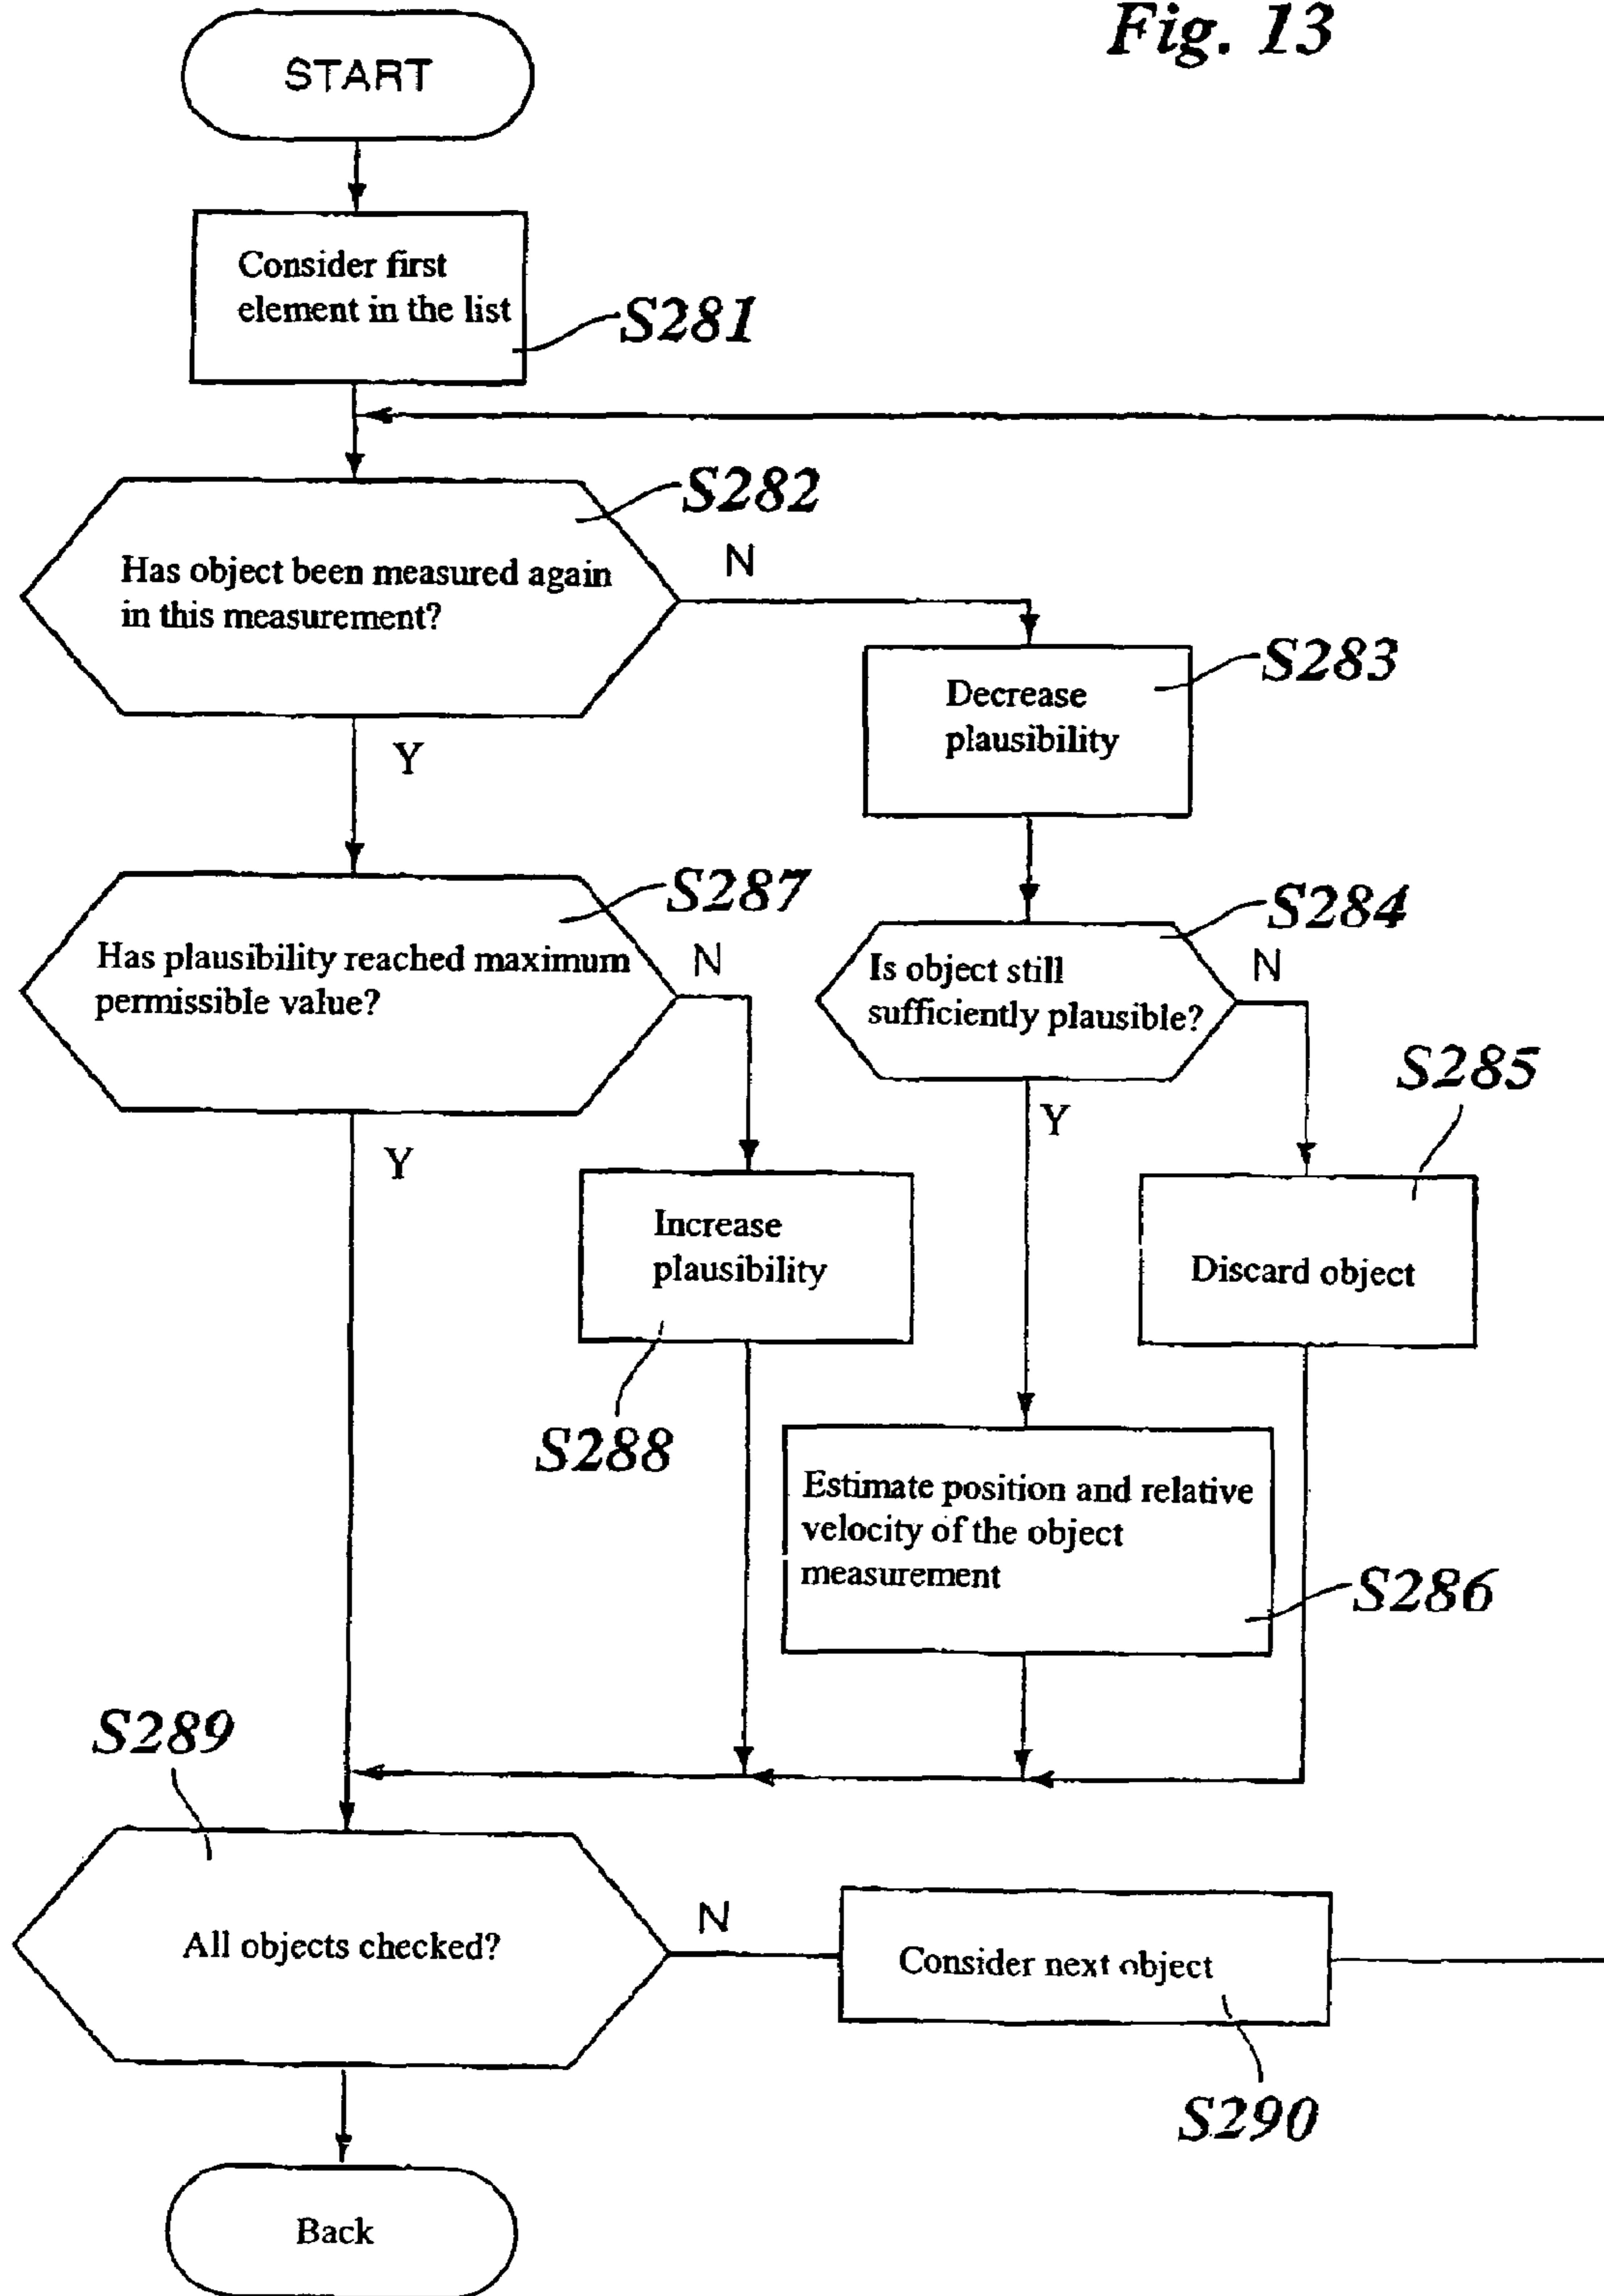 Fig. 13
START
Consider first
element in the list
S281
S282
Has object been measured again
in this measurement?
N
Y
S283
Decrease
plausibility
S287
Has plausibility reached maximum
permissible value?
N
Y
S284
Is object still
sufficiently plausible?
N
Y
S285
Discard object
Increase
plausibility
S288
Estimate position and relative
velocity of the object
measurement
S286
S289
All objects checked?
N
Consider next object
S290
Back